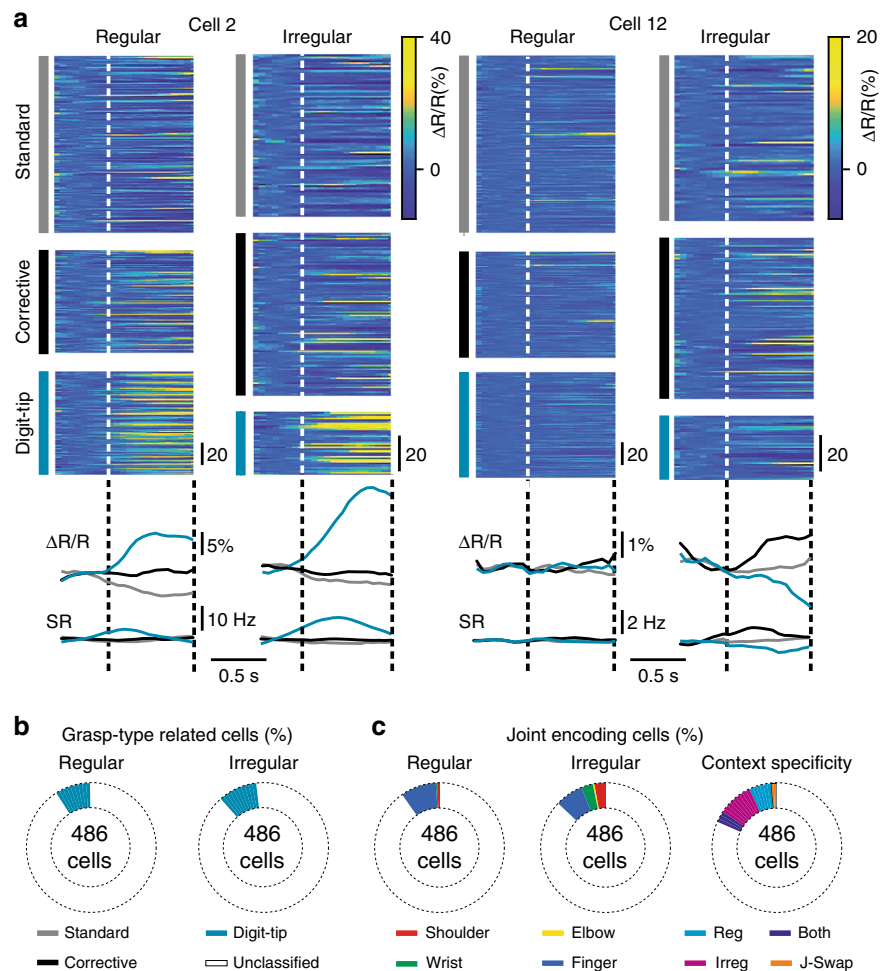 a
Cell 2
Cell 12
Regular
Irregular
Regular
Irregular
40
0
ΔR/R(%)
20
0
ΔR/R(%)
Standard
Corrective
Digit-tip
20
20
20
20
ΔR/R
5%
ΔR/R
1%
SR
10 Hz
SR
2 Hz
0.5 s
0.5 s
b
Grasp-type related cells (%)
Regular
Irregular
486
cells
486
cells
c
Joint encoding cells (%)
Regular
Irregular
Context specificity
486
cells
486
cells
486
cells
Standard
Digit-tip
Corrective
Unclassified
Shoulder
Elbow
Reg
Both
Wrist
Finger
Irreg
J-Swap